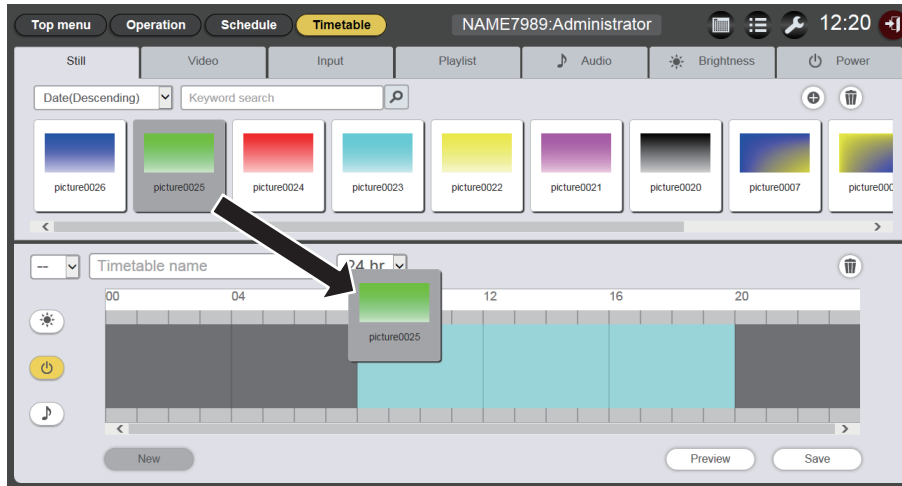 Top menu Operation Schedule Timetable NAME7989:Administrator 12:20
Still Video Input Playlist Audio Brightness Power
Date(Descending) Keyword search
picture0026 picture0025 picture0024 picture0023 picture0022 picture0021 picture0020 picture0007 picture000
-- Timetable name 24 hr
00 04 12 16 20
picture0025
New Preview Save